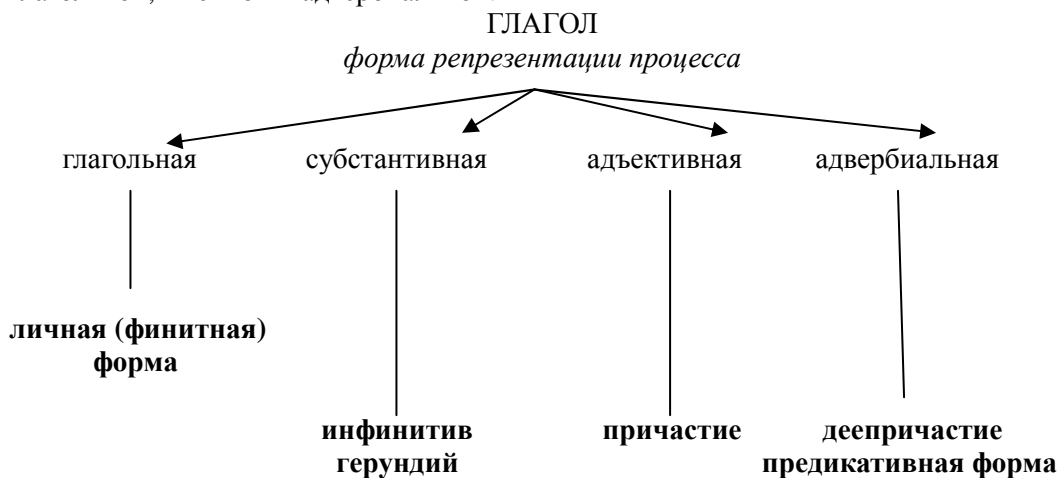 ГЛАГОЛ
форма репрезентации процесса
глагольная субстантивная адъективная адвербиальная
личная (финитная)
форма
инфинитив причастие деепричастие
герундий предикативная форма